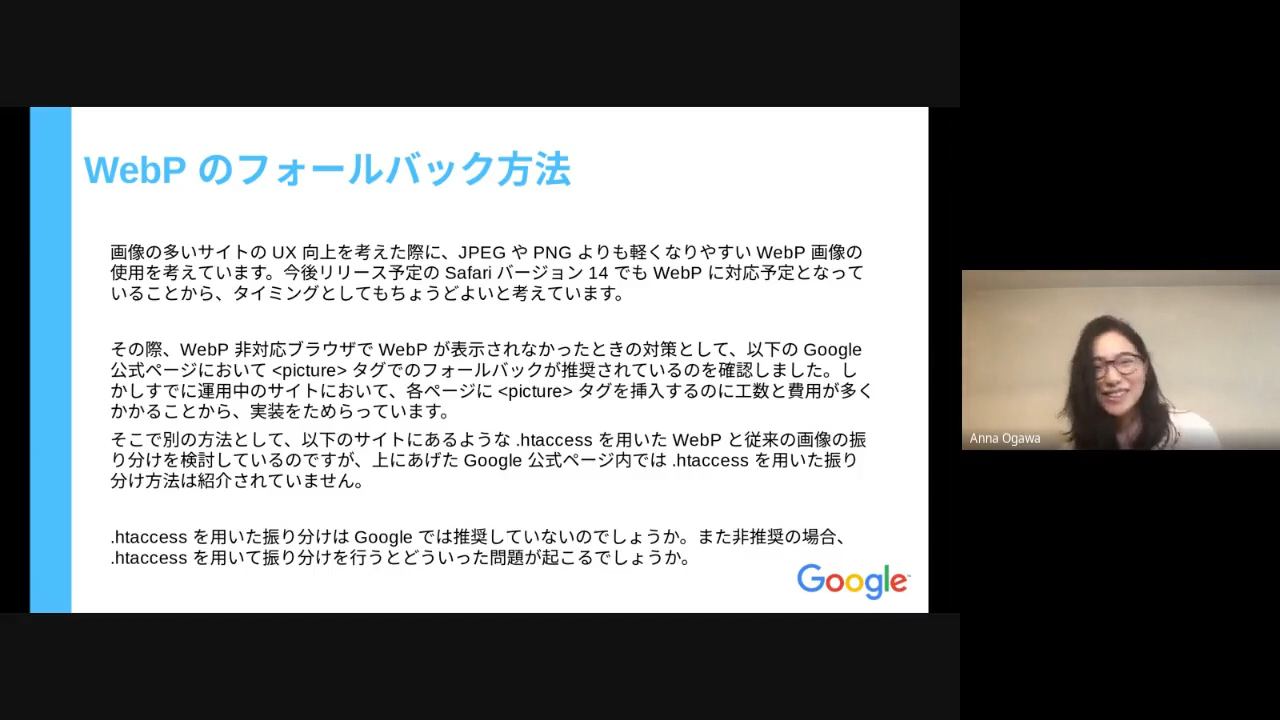 WebP のフォールバック方法
画像の多いサイトの UX 向上を考えた際に、JPEG や PNG よりも軽くなりやすい WebP 画像の
使用を考えています。今後リリース予定の Safari バージョン 14 でも WebP に対応予定となって
いることから、タイミングとしてもちょうどよいと考えています。
その際、WebP 非対応ブラウザで WebP が表示されなかったときの対策として、以下の Google
公式ページにおいて <picture> タグでのフォールバックが推奨されているのを確認しました。し
かしすでに運用中のサイトにおいて、各ページに <picture> タグを挿入するのに工数と費用が多く
かかることから、実装をためらっています。
そこで別の方法として、以下のサイトにあるような .htaccess を用いた WebP と従来の画像の振
り分けを検討しているのですが、上にあげた Google 公式ページ内では .htaccess を用いた振り
分け方法は紹介されていません。
.htaccess を用いた振り分けは Google では推奨していないのでしょうか。また非推奨の場合、
.htaccess を用いて振り分けを行うとどういった問題が起こるでしょうか。
Google
Anna Ogawa